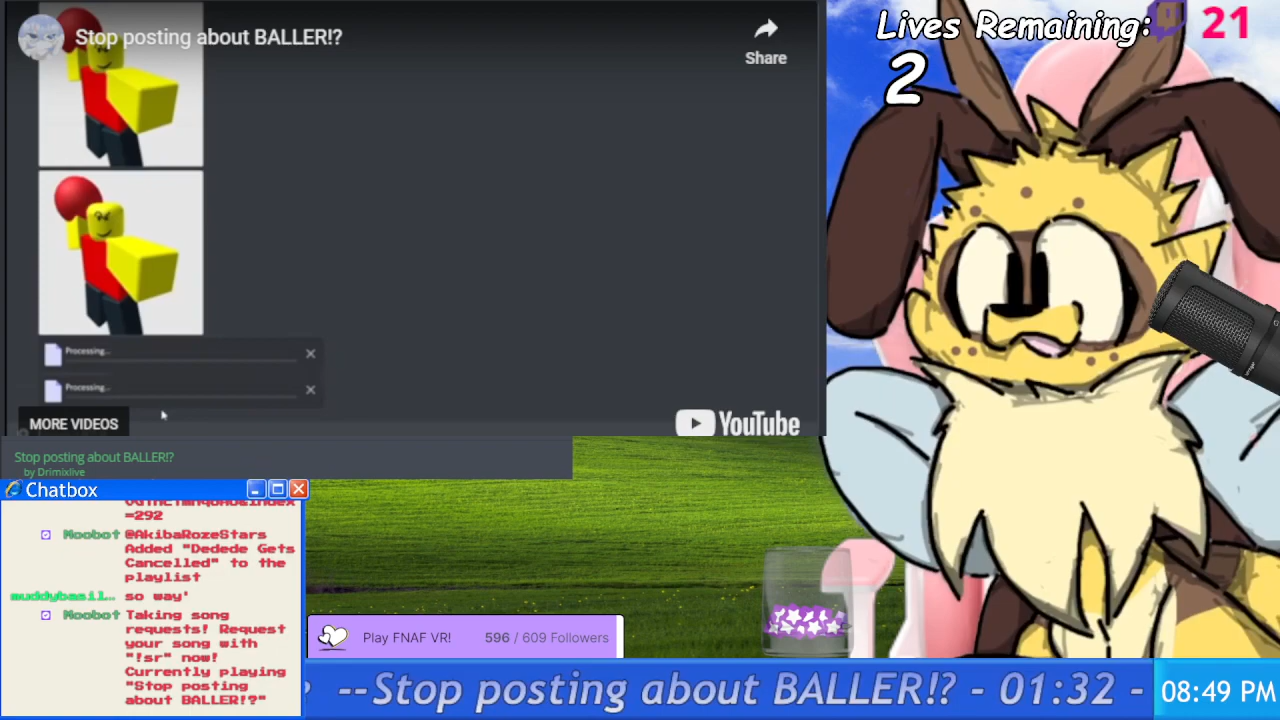 Stop posting about BALLER!?
Share
Lives Remaining:
21
2
Processing...
Processing...
MORE VIDEOS
YouTube
Stop posting about BALLER!?
by Drimixlive
Chatbox
=292
Moobot @AkibaRozeStars
Added "Dedede Gets
Cancelled" to the
playlist
muddybasil… so way'
Moobot Taking song
requests! Request
your song with
"!sr" now!
Currently playing
"Stop posting
about BALLER!?"
Play FNAF VR! 596 / 609 Followers
? --Stop posting about BALLER!? - 01:32 -
08:49 PM